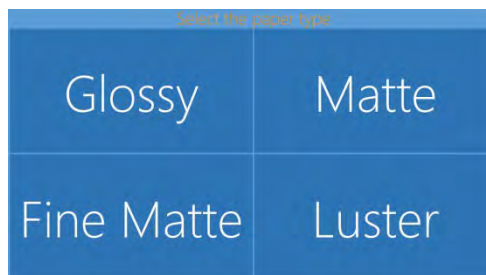 Select the paper type
Glossy
Matte
Fine Matte
Luster